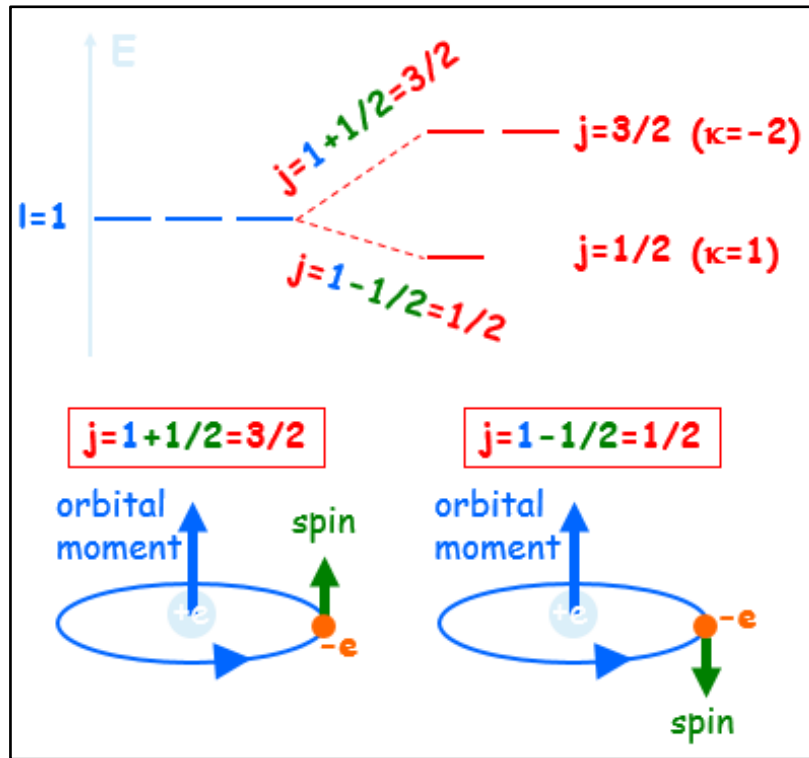 E
j=1+1/2=3/2
j=3/2 (κ=-2)
l=1
j=1/2 (κ=1)
j=1-1/2=1/2
j=1+1/2=3/2
j=1-1/2=1/2
orbital
moment
spin
+e
-e
orbital
moment
+e
-e
spin